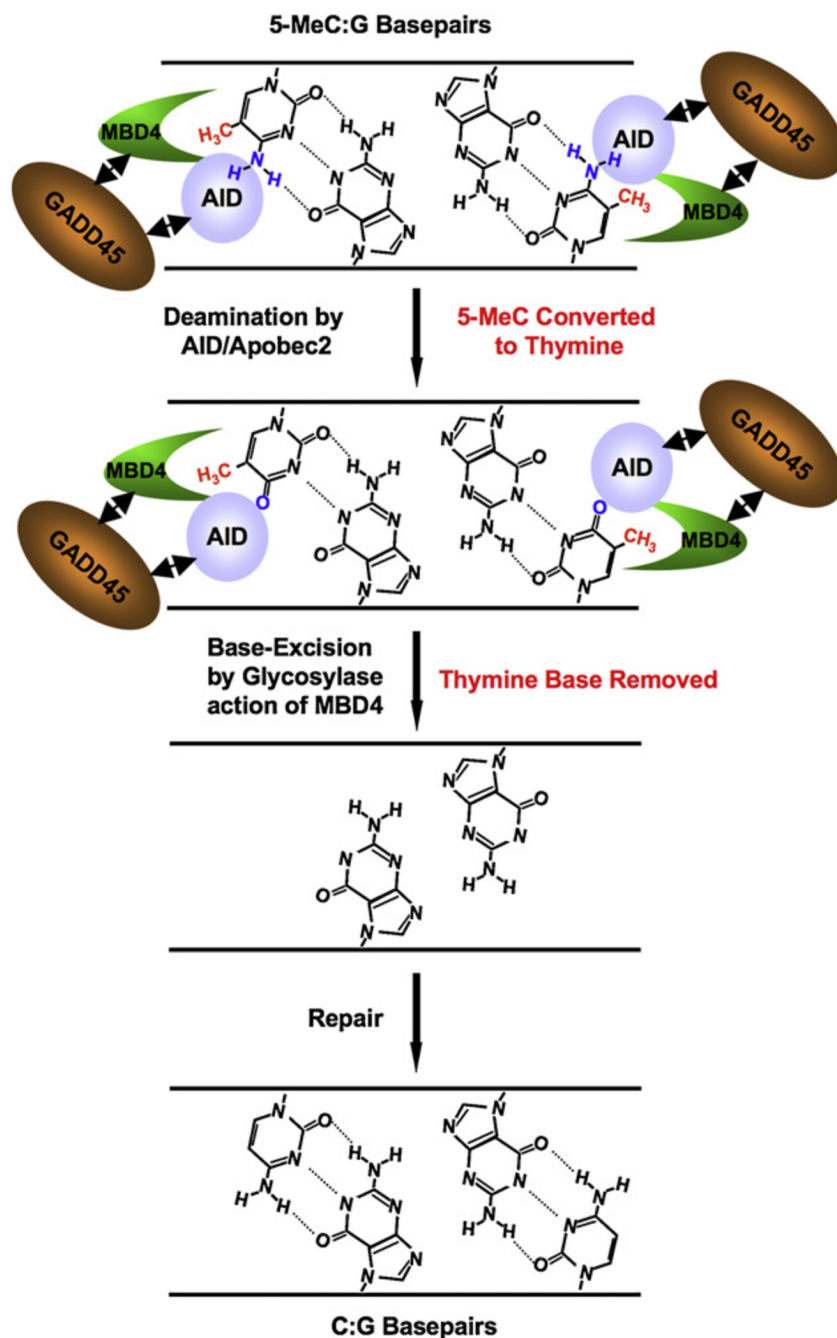 5-MeC:G Basepairs
MBD4
H₃C
N
O
N
N
H
H
H
H
N
AID
GADD45
N
N
N
O
N
N
N
O
N
N
H
H
N
H
H
N
AID
GADD45
MBD4
CH₃
N
O
N
Deamination by
AID/Apobec2
5-MeC Converted
to Thymine
MBD4
H₃C
N
O
N
O
H
H
N
AID
GADD45
N
N
O
N
N
N
N
O
N
N
N
H
H
AID
GADD45
O
MBD4
CH₃
N
O
N
Base-Excision
by Glycosylase
action of MBD4
Thymine Base Removed
H
H
N
N
N
O
N
N
N
N
O
N
N
N
H
H
Repair
N
O
N
N
H
H
H
H
N
N
N
O
N
N
N
N
O
N
N
N
H
H
H
H
N
N
O
N
C:G Basepairs